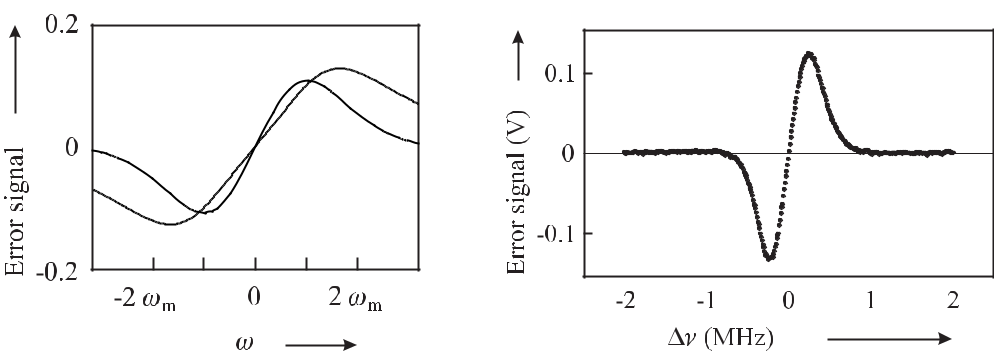 0.2
0
-0.2
Error signal
-2 ωm 0 2 ωm
ω
0.1
0
-0.1
Error signal (V)
-2 -1 0 1 2
Δν (MHz)